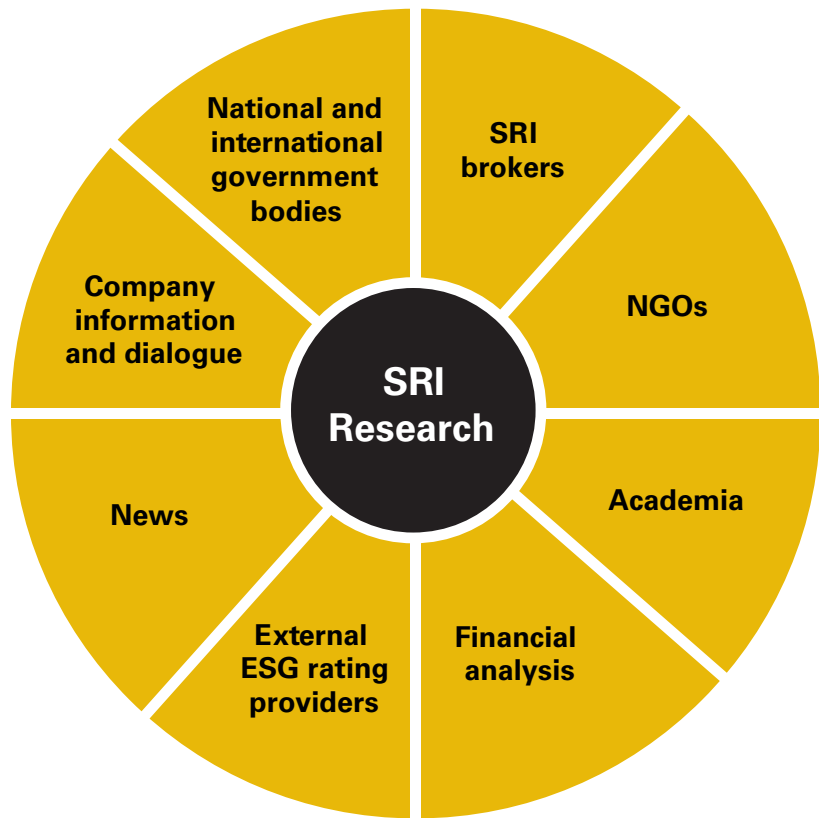 National and
international
government
bodies
SRI
brokers
NGOs
Academia
Financial
analysis
External
ESG rating
providers
News
Company
information
and dialogue
SRI
Research